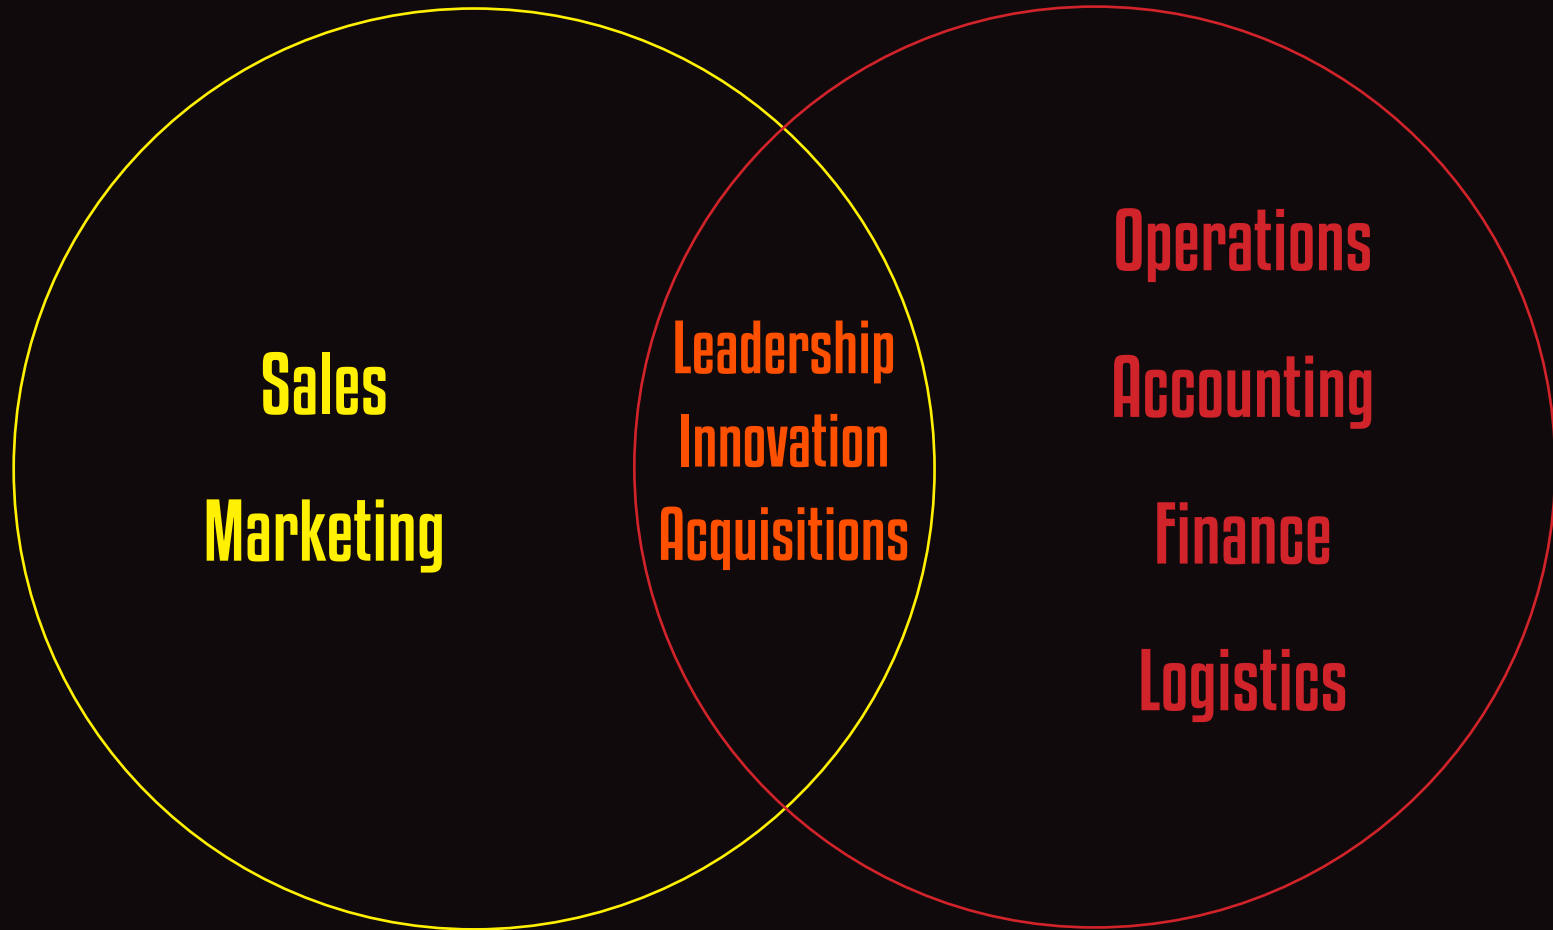 Sales
Marketing
Leadership
Innovation
Acquisitions
Operations
Accounting
Finance
Logistics